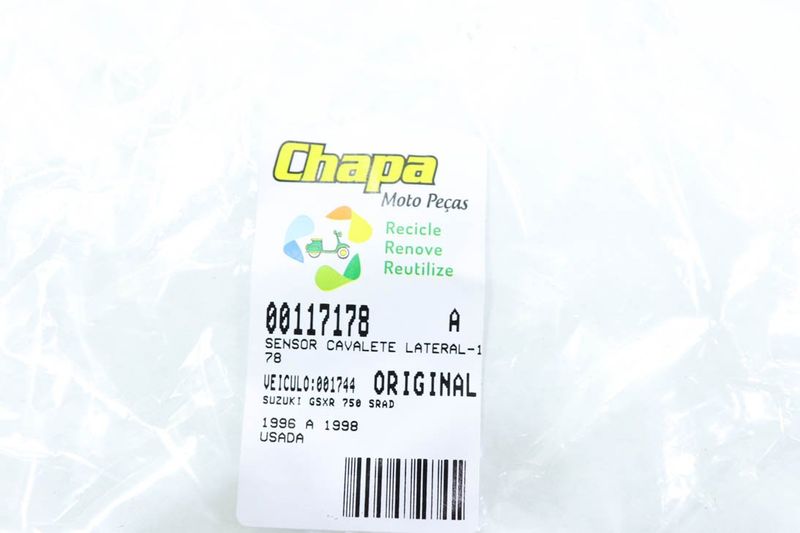 Chapa
Moto Peças
Recicle
Renove
Reutilize
00117178 A
SENSOR CAVALETE LATERAL-1
78
VEICULO:001744 ORIGINAL
SUZUKI GSXR 750 SRAD
1996 A 1998
USADA